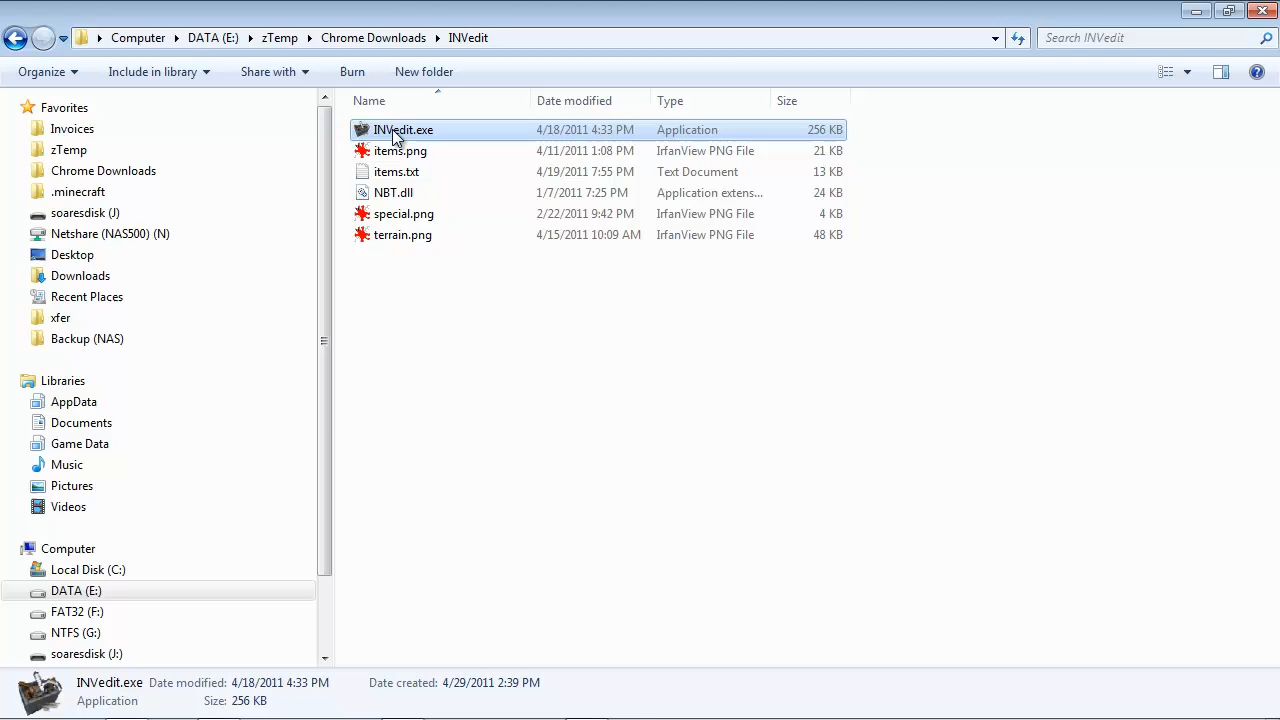 Computer DATA (E:) zTemp Chrome Downloads INVedit Search INVedit
Organize Include in library Share with Burn New folder
Favorites
Invoices
zTemp
Chrome Downloads
.minecraft
soaresdisk (J)
Netshare (NAS500) (N)
Desktop
Downloads
Recent Places
xfer
Backup (NAS)
Libraries
AppData
Documents
Game Data
Music
Pictures
Videos
Computer
Local Disk (C:)
DATA (E:)
FAT32 (F:)
NTFS (G:)
soaresdisk (J:)
Name Date modified Type Size
INVedit.exe 4/18/2011 4:33 PM Application 256 KB
items.png 4/11/2011 1:08 PM IrfanView PNG File 21 KB
items.txt 4/19/2011 7:55 PM Text Document 13 KB
NBT.dll 1/7/2011 7:25 PM Application extens... 24 KB
special.png 2/22/2011 9:42 PM IrfanView PNG File 4 KB
terrain.png 4/15/2011 10:09 AM IrfanView PNG File 48 KB
INVedit.exe Date modified: 4/18/2011 4:33 PM Date created: 4/29/2011 2:39 PM
Application Size: 256 KB